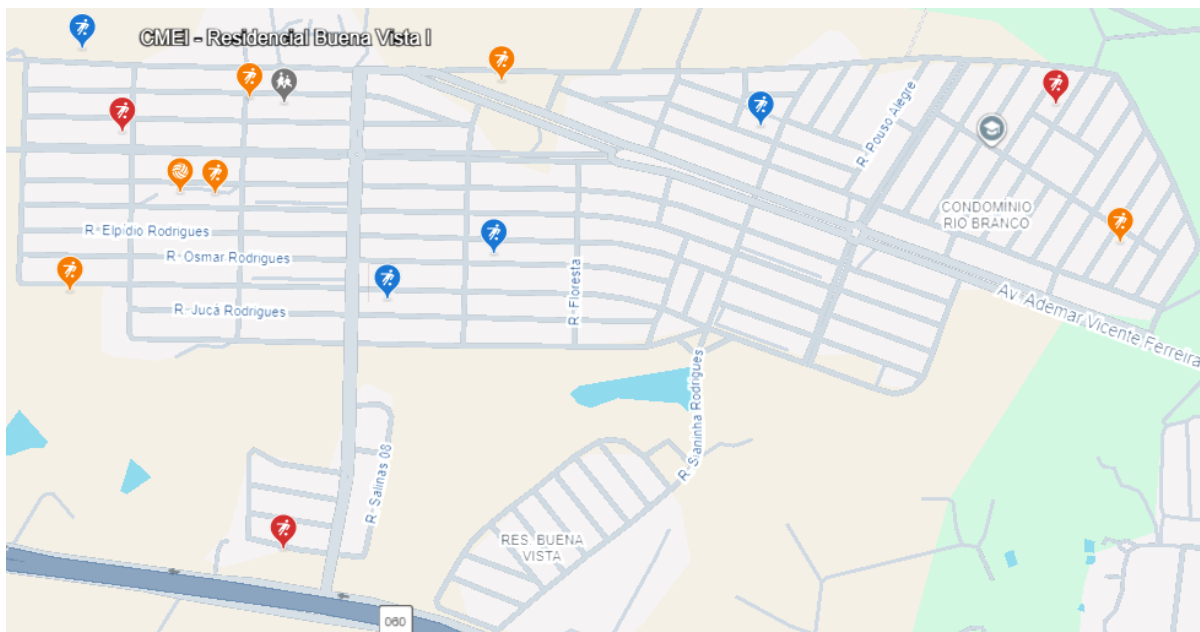 CMEI - Residencial Buena Vista I
R. Pouso Alegre
CONDOMINIO
RIO BRANCO
R. Elpídio Rodrigues
R. Osmar Rodrigues
R. Floresta
Av. Ademar Vicente Ferreira
R. Jucá Rodrigues
R. Sianinha Rodrigues
R. Salinas 08
RES. BUENA
VISTA
060